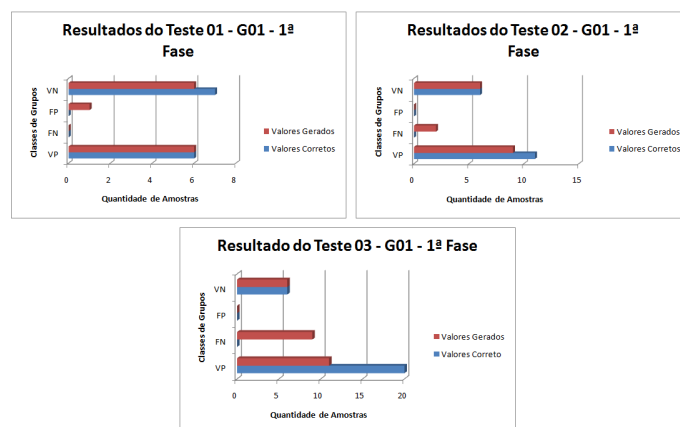 Resultados do Teste 01 - G01 - 1ª
Fase
Classes de Grupos
VN
FP
FN
VP
0 2 4 6 8
Quantidade de Amostras
Valores Gerados
Valores Corretos
Resultados do Teste 02 - G01 - 1ª
Fase
Classes de Grupos
VN
FP
FN
VP
0 5 10 15
Quantidade de Amostras
Valores Gerados
Valores Corretos
Resultado do Teste 03 - G01 - 1ª Fase
Classes de Grupos
VN
FP
FN
VP
0 5 10 15 20
Quantidade de Amostras
Valores Gerados
Valores Correto